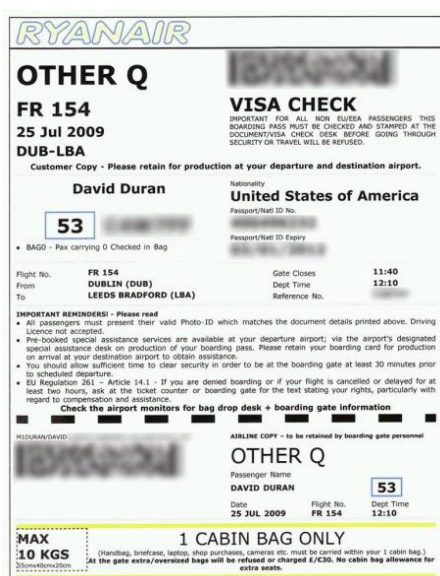 RYANAIR
OTHER Q
FR 154
25 Jul 2009
DUB-LBA
VISA CHECK
IMPORTANT FOR ALL NON EU/EEA PASSENGERS THIS
BOARDING PASS MUST BE CHECKED AND STAMPED AT THE
DOCUMENT/VISA CHECK DESK BEFORE GOING THROUGH
SECURITY OR TRAVEL WILL BE REFUSED.
Customer Copy - Please retain for production at your departure and destination airport.
David Duran
53
• BAG0 - Pax carrying 0 Checked in Bag
Nationality
United States of America
Passport/Natl ID No.
Passport/Natl ID Expiry
Flight No. FR 154 Gate Closes 11:40
From DUBLIN (DUB) Dept Time 12:10
To LEEDS BRADFORD (LBA) Reference No.
IMPORTANT REMINDERS! - Please read
• All passengers must present their valid Photo-ID which matches the document details printed above. Driving
Licence not accepted.
• Pre-booked special assistance services are available at your departure airport; via the airport's designated
special assistance desk on production of your boarding pass. Please retain your boarding card for production
on arrival at your destination airport to obtain assistance.
• You should allow sufficient time to clear security in order to be at the boarding gate at least 30 minutes prior
to scheduled departure.
• EU Regulation 261 - Article 14.1 - If you are denied boarding or if your flight is cancelled or delayed for at
least two hours, ask at the ticket counter or boarding gate for the text stating your rights, particularly with
regard to compensation and assistance.
Check the airport monitors for bag drop desk + boarding gate information
M1DURAN/DAVID
AIRLINE COPY - to be retained by boarding gate personnel
OTHER Q
Passenger Name
DAVID DURAN
53
Date Flight No. Dept Time
25 JUL 2009 FR 154 12:10
MAX
10 KGS
55cmx40cmx20cm
1 CABIN BAG ONLY
(Handbag, briefcase, laptop, shop purchases, cameras etc. must be carried within your 1 cabin bag.)
At the gate extra/oversized bags will be refused or charged £/€30. No cabin bag allowance for
extra seats.